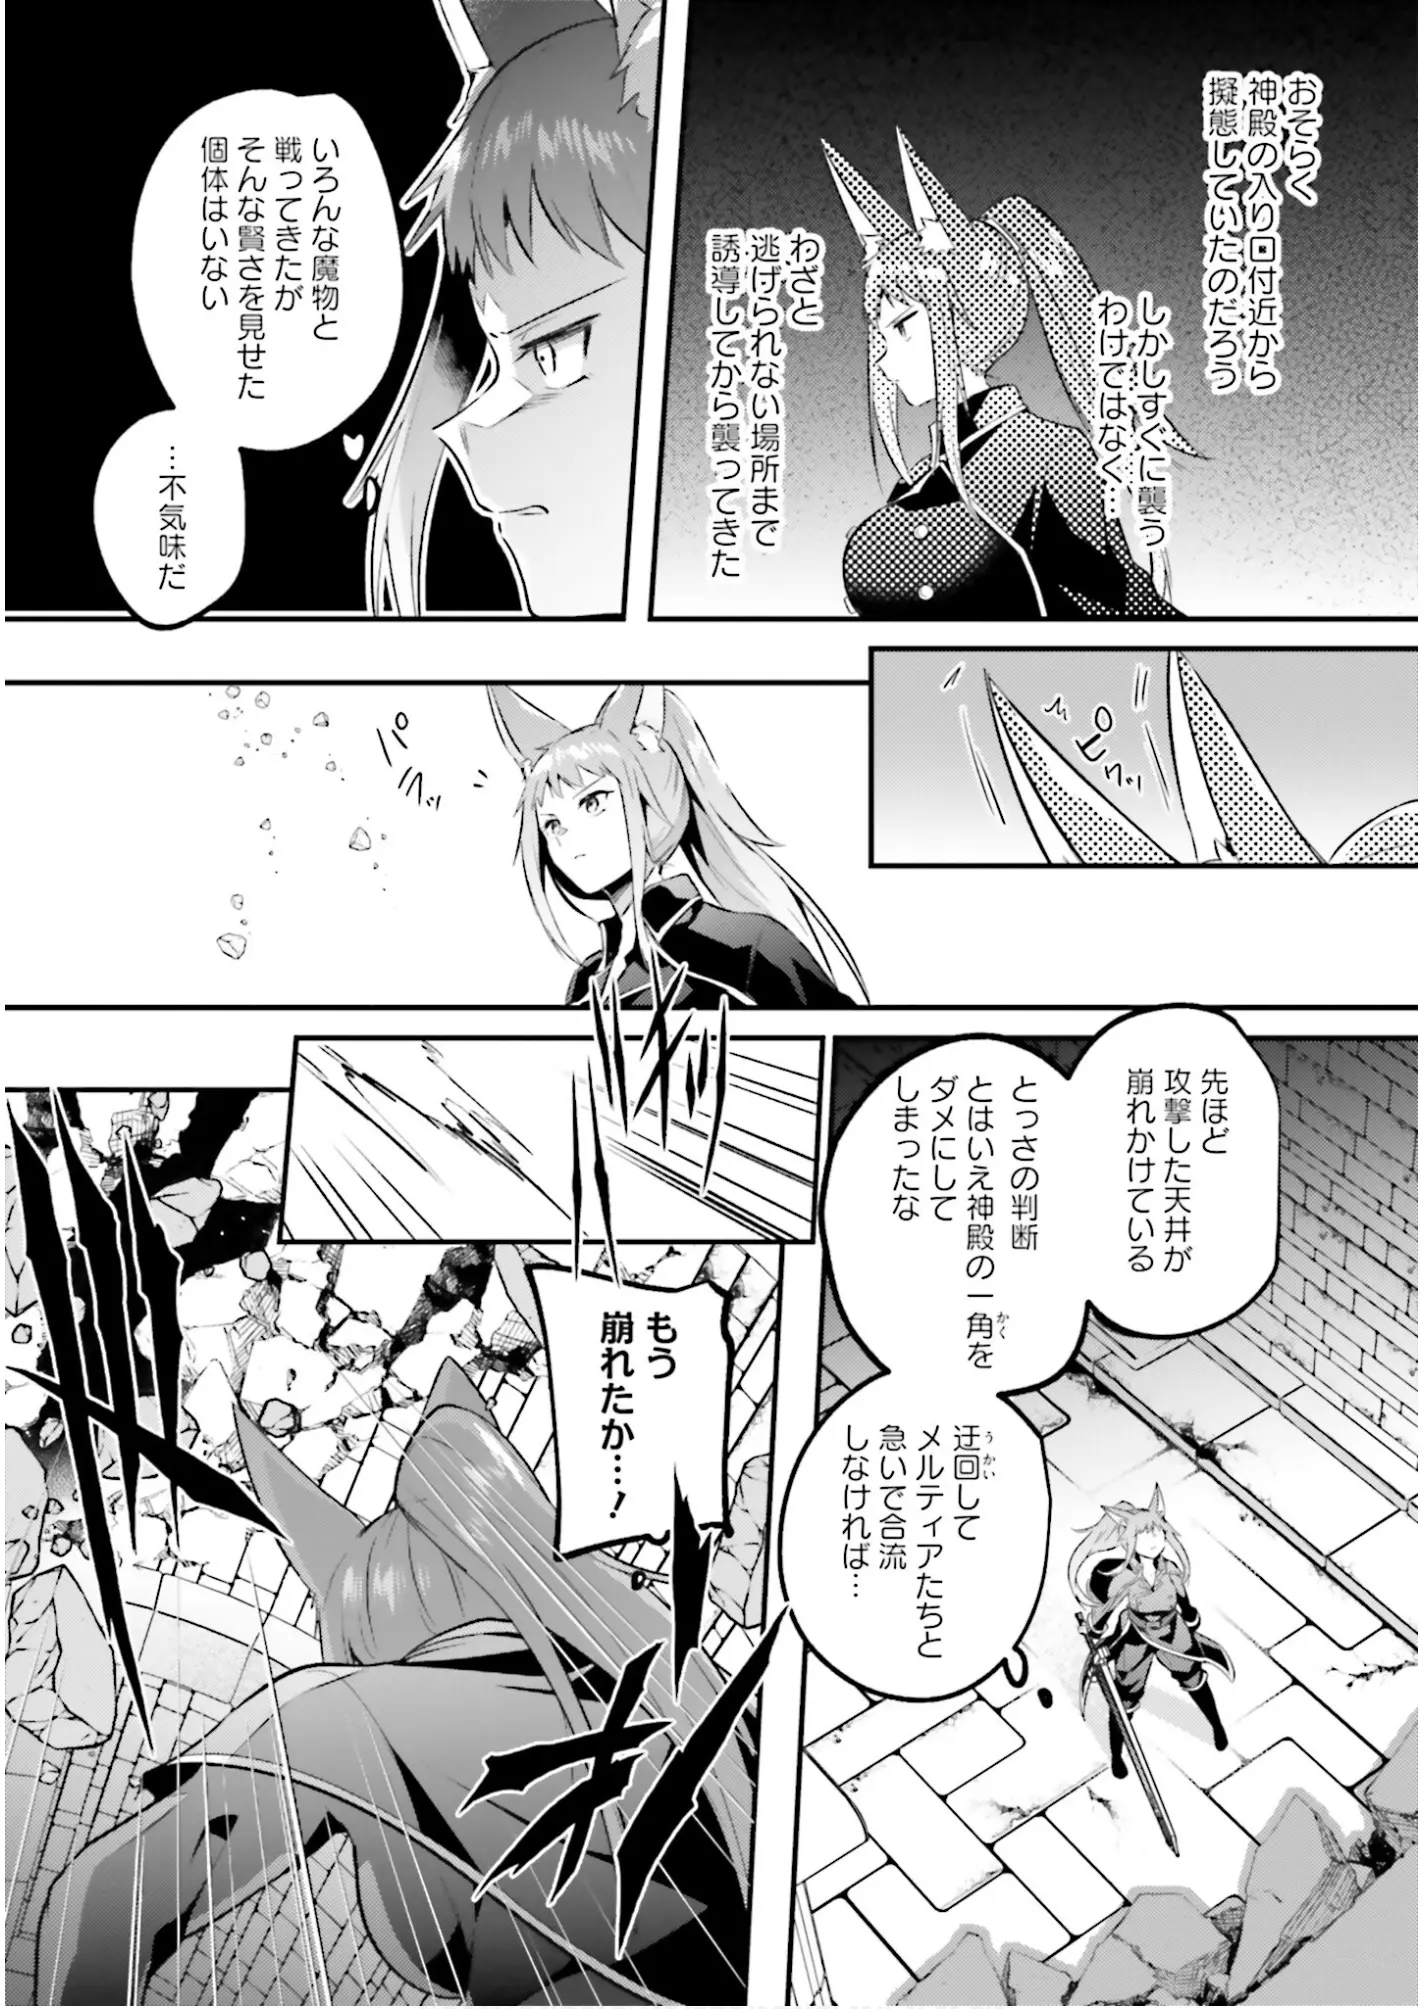 おそらく
神殿の入り口付近から
擬態していたのだろう
しかしすぐに襲う
わけではなく…
わざと
逃げられない場所まで
誘導してから襲ってきた
いろんな魔物と
戦ってきたが
そんな賢さを見せた
個体はいない
…不気味だ
ピクッ
パラッ
先ほど
攻撃した天井が
崩れかけている
とっさの判断
とはいえ神殿の一角を
かく
ダメにして
しまったな
迂回して
うかい
メルティアたちと
急いで合流
しなければ…
もう
崩れたか…！